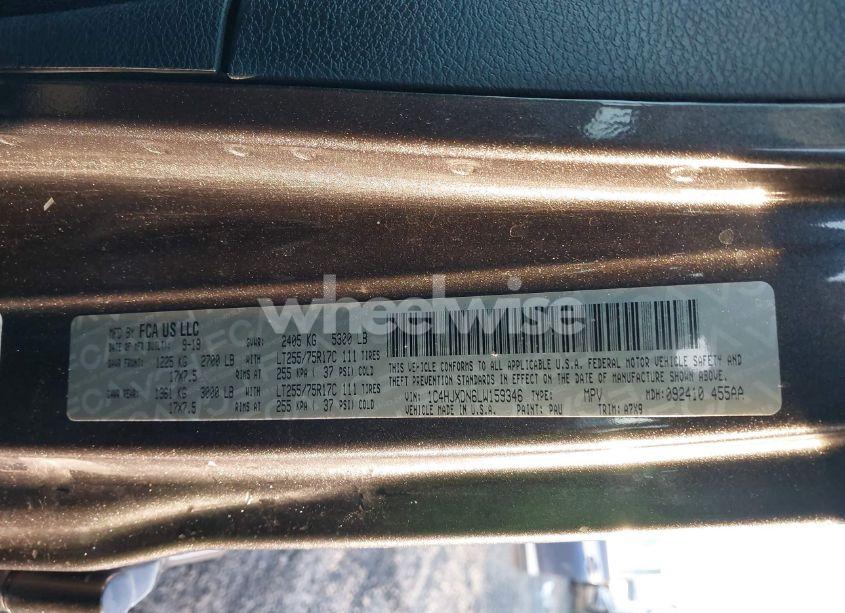 wheelwise
MFD BY FCA US LLC
DATE OF MFR (BUILT): 9-19 GVWR: 2405 KG 5300 LB
GAWR FRONT: 1225 KG 2700 LB WITH LT255/75R17C 111 TIRES
17X7.5 RIMS AT 255 KPA ( 37 PSI) COLD
GAWR REAR: 1361 KG 3000 LB WITH LT255/75R17C 111 TIRES
17X7.5 RIMS AT 255 KPA ( 37 PSI) COLD
THIS VEHICLE CONFORMS TO ALL APPLICABLE U.S.A. FEDERAL MOTOR VEHICLE SAFETY AND
THEFT PREVENTION STANDARDS IN EFFECT ON THE DATE OF MANUFACTURE SHOWN ABOVE.
VIN: 1C4HJXDN6LW159346 TYPE: MPV MDH: 092410 455AA
VEHICLE MADE IN U.S.A. PAINT: PAU TRIM: A7X9